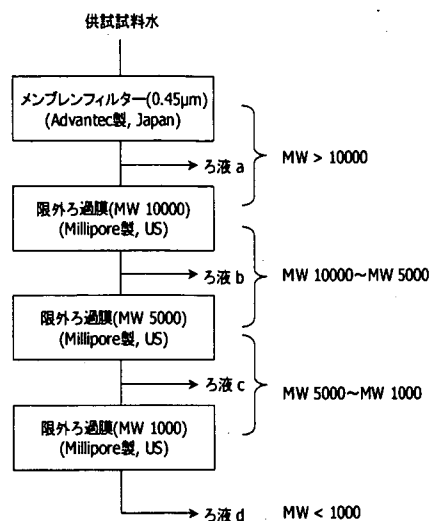 供試試料水
メンブレンフィルター(0.45μm)
(Advantec製, Japan)
ろ液 a
MW > 10000
限外ろ過膜(MW 10000)
(Millipore製, US)
ろ液 b
MW 10000～MW 5000
限外ろ過膜(MW 5000)
(Millipore製, US)
ろ液 c
MW 5000～MW 1000
限外ろ過膜(MW 1000)
(Millipore製, US)
ろ液 d
MW < 1000